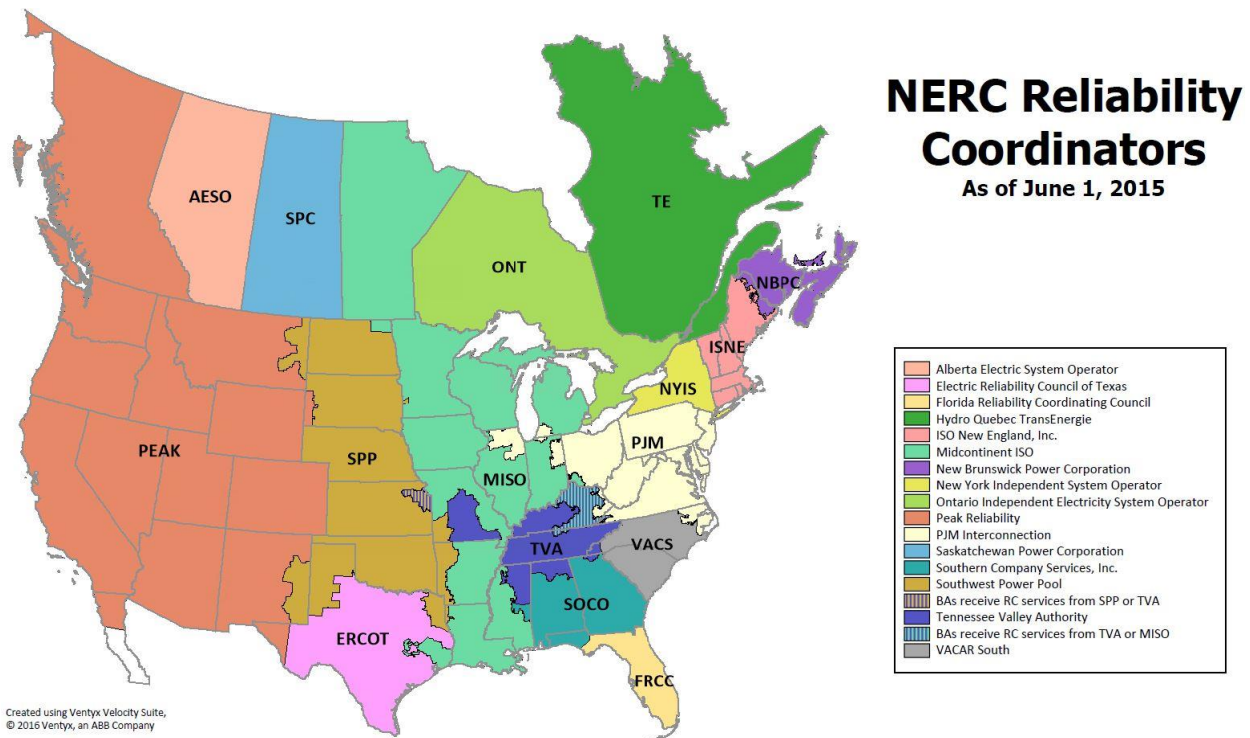 NERC Reliability
Coordinators
As of June 1, 2015
AESO
SPC
ONT
TE
NBPC
ISNE
NYIS
PJM
PEAK
SPP
MISO
TVA
VACS
SOCO
ERCOT
FRCC
Alberta Electric System Operator
Electric Reliability Council of Texas
Florida Reliability Coordinating Council
Hydro Quebec TransEnergie
ISO New England, Inc.
Midcontinent ISO
New Brunswick Power Corporation
New York Independent System Operator
Ontario Independent Electricity System Operator
Peak Reliability
PJM Interconnection
Saskatchewan Power Corporation
Southern Company Services, Inc.
Southwest Power Pool
BAs receive RC services from SPP or TVA
Tennessee Valley Authority
BAs receive RC services from TVA or MISO
VACAR South
Created using Ventyx Velocity Suite,
© 2016 Ventyx, an ABB Company